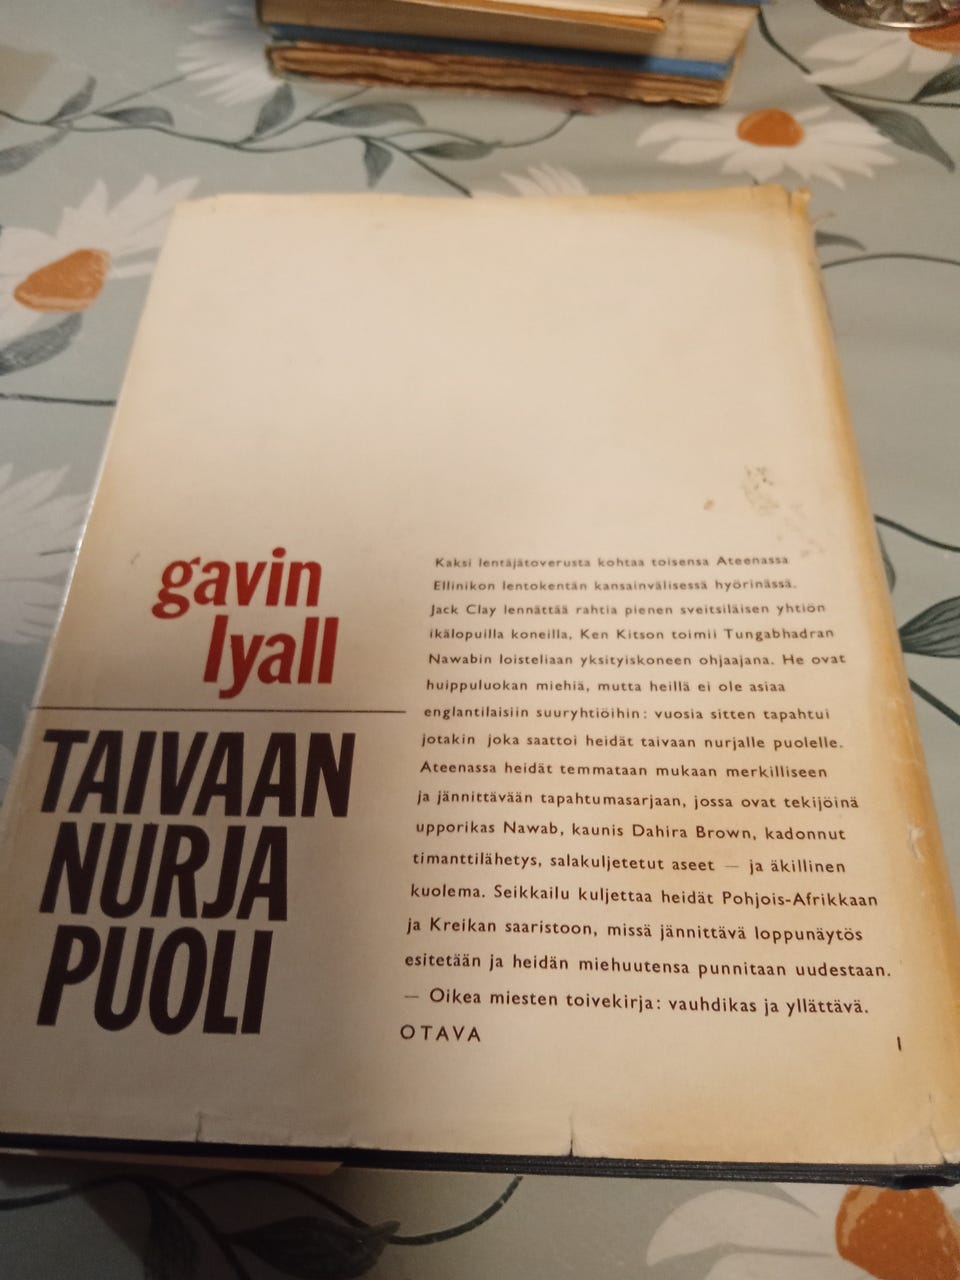 gavin
lyall
TAIVAAN
NURJA
PUOLI
Kaksi lentäjätoverusta kohtaa toisensa Ateenassa
Ellinikon lentokentän kansainvälisessä hyörinässä.
Jack Clay lennättää rahtia pienen sveitsiläisen yhtiön
ikälopuilla koneilla, Ken Kitson toimii Tungabhadran
Nawabin loisteliaan yksityiskoneen ohjaajana. He ovat
huippuluokan miehiä, mutta heillä ei ole asiaa
englantilaisiin suuryhtiöihin: vuosia sitten tapahtui
jotakin joka saattoi heidät taivaan nurjalle puolelle.
Ateenassa heidät temmataan mukaan merkilliseen
ja jännittävään tapahtumasarjaan, jossa ovat tekijöinä
upporikas Nawab, kaunis Dahira Brown, kadonnut
timanttilähetys, salakuljetetut aseet — ja äkillinen
kuolema. Seikkailu kuljettaa heidät Pohjois-Afrikkaan
ja Kreikan saaristoon, missä jännittävä loppunäytös
esitetään ja heidän miehuutensa punnitaan uudestaan.
— Oikea miesten toivekirja: vauhdikas ja yllättävä.
OTAVA
1